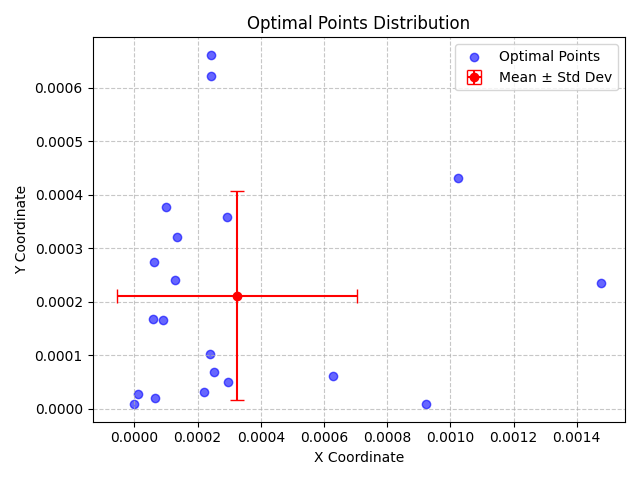 Optimal Points Distribution
Optimal Points
Mean ± Std Dev
Y Coordinate
0.0006
0.0005
0.0004
0.0003
0.0002
0.0001
0.0000
0.0000 0.0002 0.0004 0.0006 0.0008 0.0010 0.0012 0.0014
X Coordinate